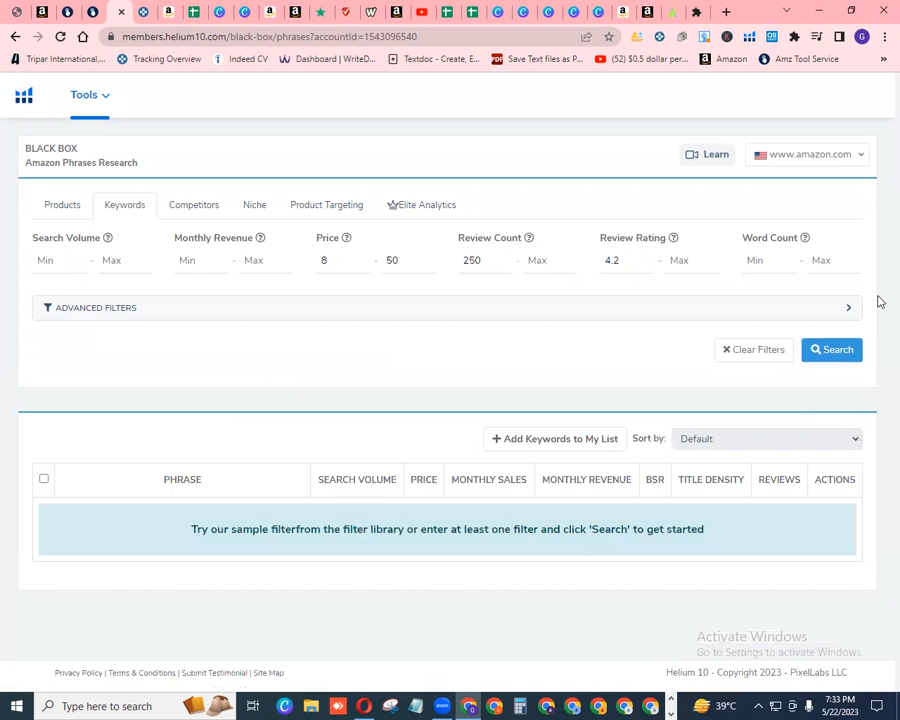 members.helium10.com/black-box/phrases?accountId=1543096540
Tripar International,...
Tracking Overview
Indeed CV
Dashboard | WriteD...
Textdoc - Create, E...
Save Text files as P...
(52) $0.5 dollar per...
Amazon
Amz Tool Service
»
Tools
BLACK BOX
Amazon Phrases Research
Learn
www.amazon.com
Products
Keywords
Competitors
Niche
Product Targeting
Elite Analytics
Search Volume
Monthly Revenue
Price
Review Count
Review Rating
Word Count
Min - Max
Min - Max
8 - 50
250 - Max
4.2 - Max
Min - Max
ADVANCED FILTERS
Clear Filters
Search
+ Add Keywords to My List
Sort by:
Default
PHRASE
SEARCH VOLUME
PRICE
MONTHLY SALES
MONTHLY REVENUE
BSR
TITLE DENSITY
REVIEWS
ACTIONS
Try our sample filterfrom the filter library or enter at least one filter and click 'Search' to get started
Activate Windows
Go to Settings to activate Windows.
Privacy Policy | Terms & Conditions | Submit Testimonial | Site Map
Helium 10 - Copyright 2023 - PixelLabs LLC
Type here to search
39°C
7:33 PM
5/22/2023